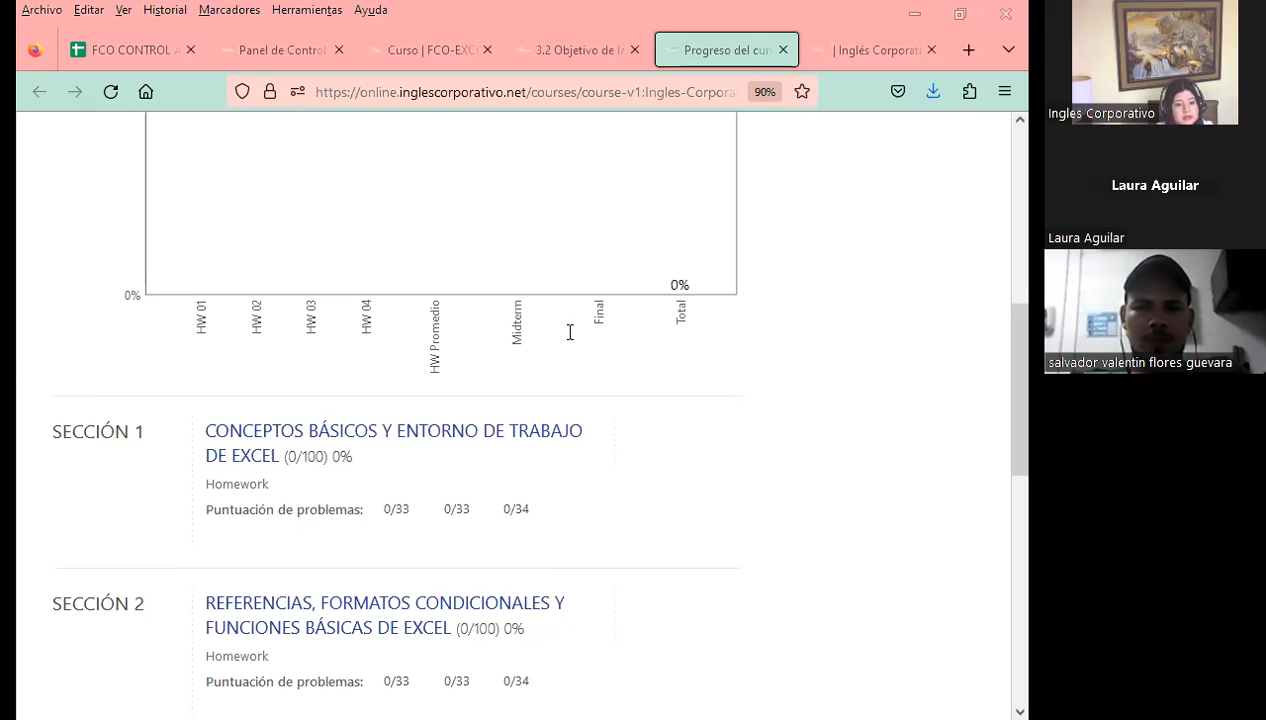 Archivo Editar Ver Historial Marcadores Herramientas Ayuda
FCO CONTROL A
Panel de Control
Curso | FCO-EXC
3.2 Objetivo de la
Progreso del cur
| Inglés Corporati
https://online.inglescorporativo.net/courses/course-v1:Ingles-Corpora
90%
0%
0%
HW 01
HW 02
HW 03
HW 04
HW Promedio
Midterm
Final
Total
SECCIÓN 1
CONCEPTOS BÁSICOS Y ENTORNO DE TRABAJO
DE EXCEL (0/100) 0%
Homework
Puntuación de problemas: 0/33 0/33 0/34
SECCIÓN 2
REFERENCIAS, FORMATOS CONDICIONALES Y
FUNCIONES BÁSICAS DE EXCEL (0/100) 0%
Homework
Puntuación de problemas: 0/33 0/33 0/34
Ingles Corporativo
Laura Aguilar
Laura Aguilar
salvador valentin flores guevara